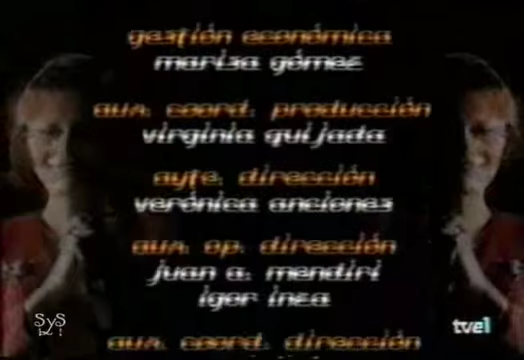 gestión económica
marisa gómez
aux. coord. producción
virginia quijada
ayte. dirección
verónica anciones
aux. op. dirección
juan a. mendiri
igor inza
SyS
tve1
aux. coord. dirección